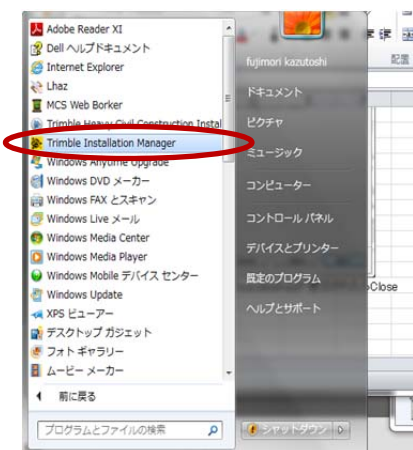 Adobe Reader XI
Dell ヘルプドキュメント
Internet Explorer
Lhaz
MCS Web Borker
Trimble Heavy Civil Construction Instal
Trimble Installation Manager
Windows Anytime Upgrade
Windows DVD メーカー
Windows FAX とスキャン
Windows Live メール
Windows Media Center
Windows Media Player
Windows Mobile デバイス センター
Windows Update
XPS ビューアー
デスクトップ ガジェット
フォト ギャラリー
ムービー メーカー
前に戻る
プログラムとファイルの検索
fujimori kazutoshi
ドキュメント
ピクチャ
ミュージック
コンピューター
コントロール パネル
デバイスとプリンター
既定のプログラム
ヘルプとサポート
シャットダウン
配置
Close